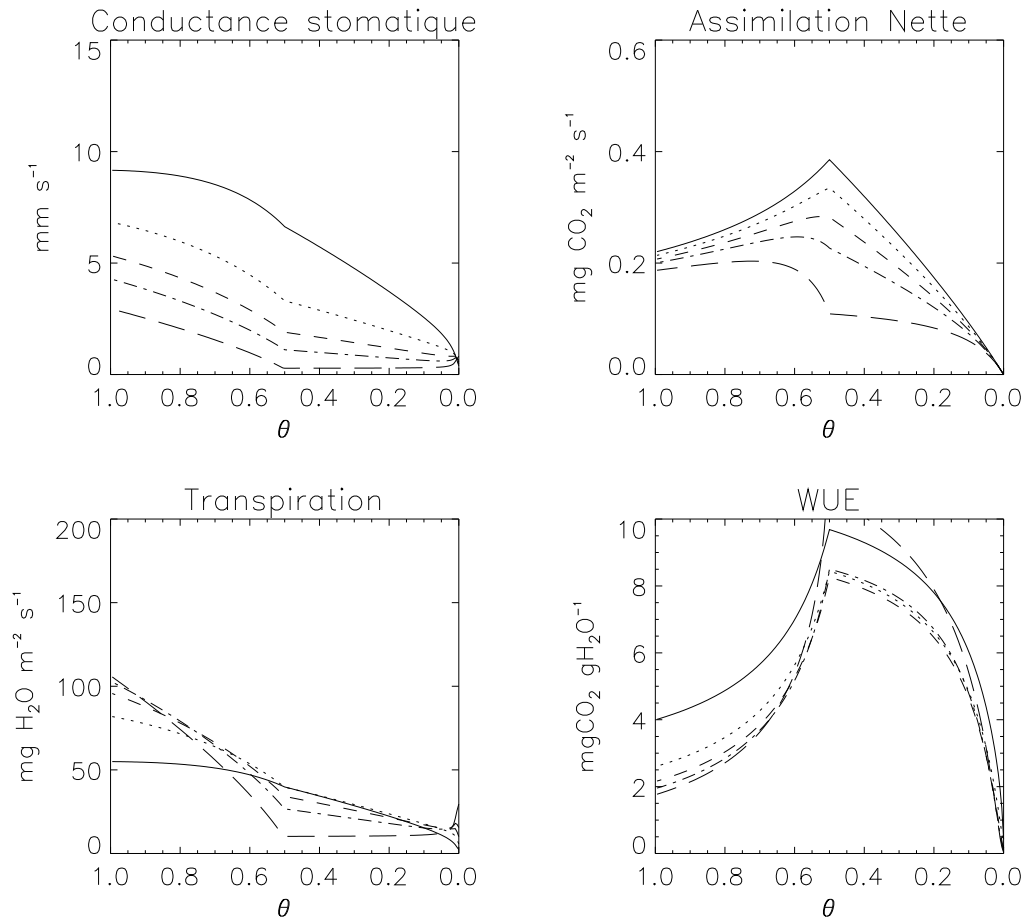 Conductance stomatique
15
10
5
0
mm s⁻¹
1.0 0.8 0.6 0.4 0.2 0.0
θ
Assimilation Nette
0.6
0.4
0.2
0.0
mg CO₂ m⁻² s⁻¹
1.0 0.8 0.6 0.4 0.2 0.0
θ
Transpiration
200
150
100
50
0
mg H₂O m⁻² s⁻¹
1.0 0.8 0.6 0.4 0.2 0.0
θ
WUE
10
8
6
4
2
0
mgCO₂ gH₂O⁻¹
1.0 0.8 0.6 0.4 0.2 0.0
θ